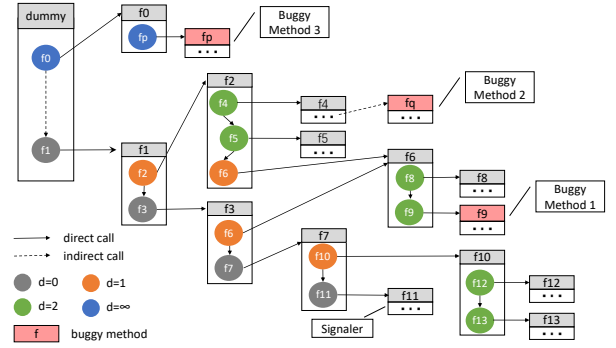 dummy
f0
f1
f0
fp
fp
...
Buggy
Method 3
f2
f4
f5
f6
f4
...
f5
...
fq
...
Buggy
Method 2
f1
f2
f3
f6
f8
f9
f8
...
f9
...
Buggy
Method 1
f3
f6
f7
f7
f10
f11
f11
...
Signaler
f10
f12
f13
f12
...
f13
...
direct call
indirect call
d=0
d=1
d=2
d=∞
f
buggy method